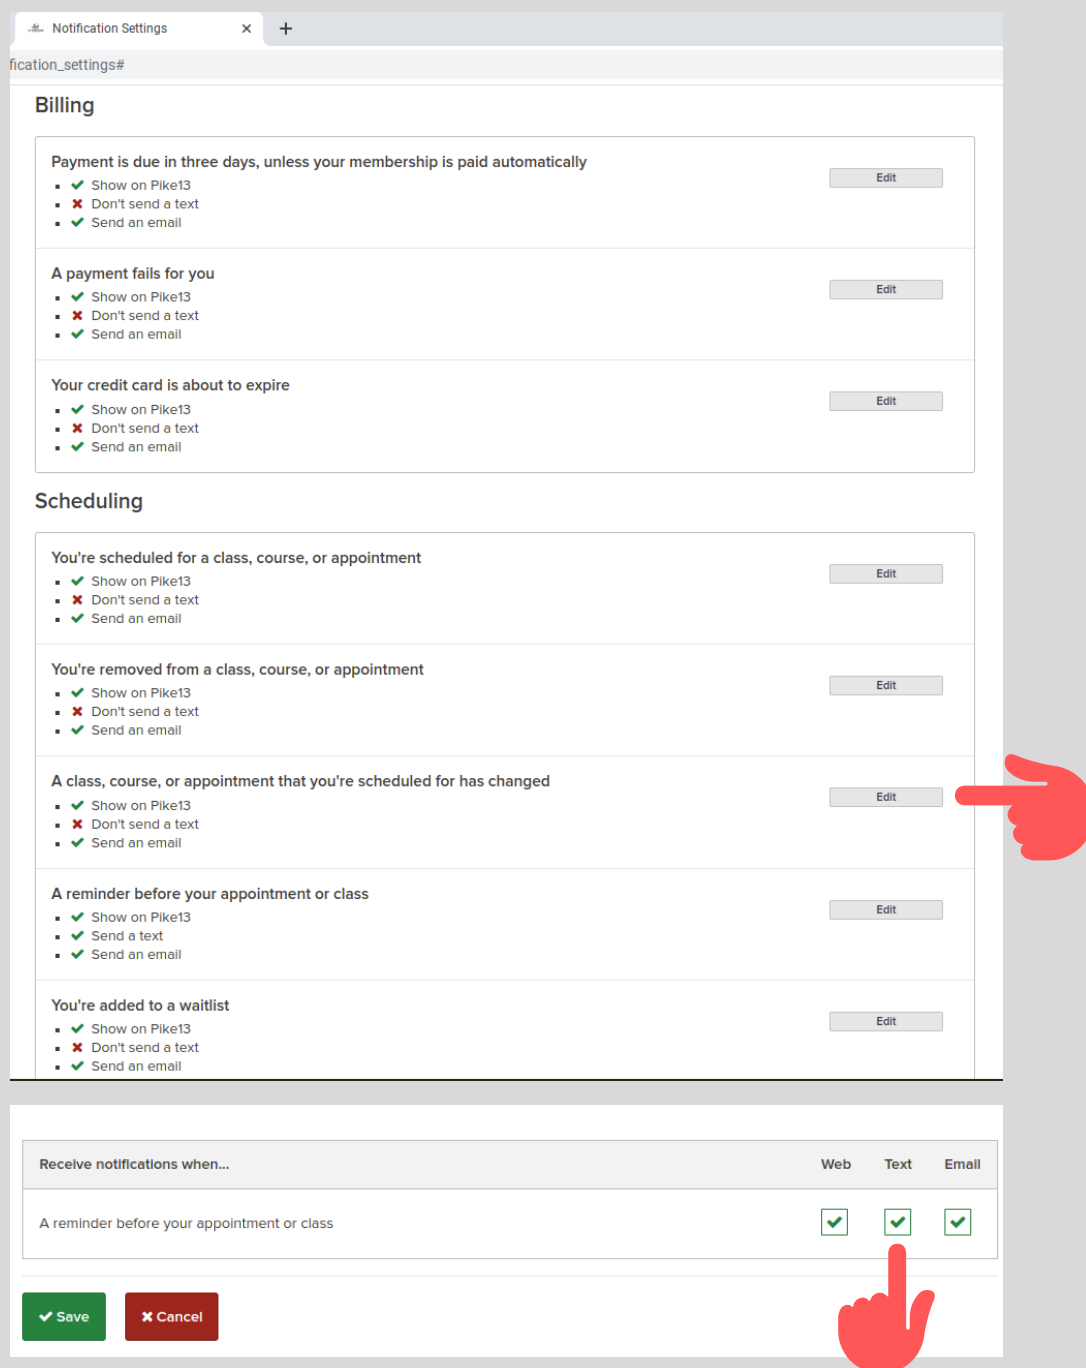 Notification Settings
fication_settings#
Billing
Payment is due in three days, unless your membership is paid automatically
Edit
Show on Pike13
Don't send a text
Send an email
A payment fails for you
Edit
Show on Pike13
Don't send a text
Send an email
Your credit card is about to expire
Edit
Show on Pike13
Don't send a text
Send an email
Scheduling
You're scheduled for a class, course, or appointment
Edit
Show on Pike13
Don't send a text
Send an email
You're removed from a class, course, or appointment
Edit
Show on Pike13
Don't send a text
Send an email
A class, course, or appointment that you're scheduled for has changed
Edit
Show on Pike13
Don't send a text
Send an email
A reminder before your appointment or class
Edit
Show on Pike13
Send a text
Send an email
You're added to a waitlist
Edit
Show on Pike13
Don't send a text
Send an email
Receive notifications when... Web Text Email
A reminder before your appointment or class
Save Cancel